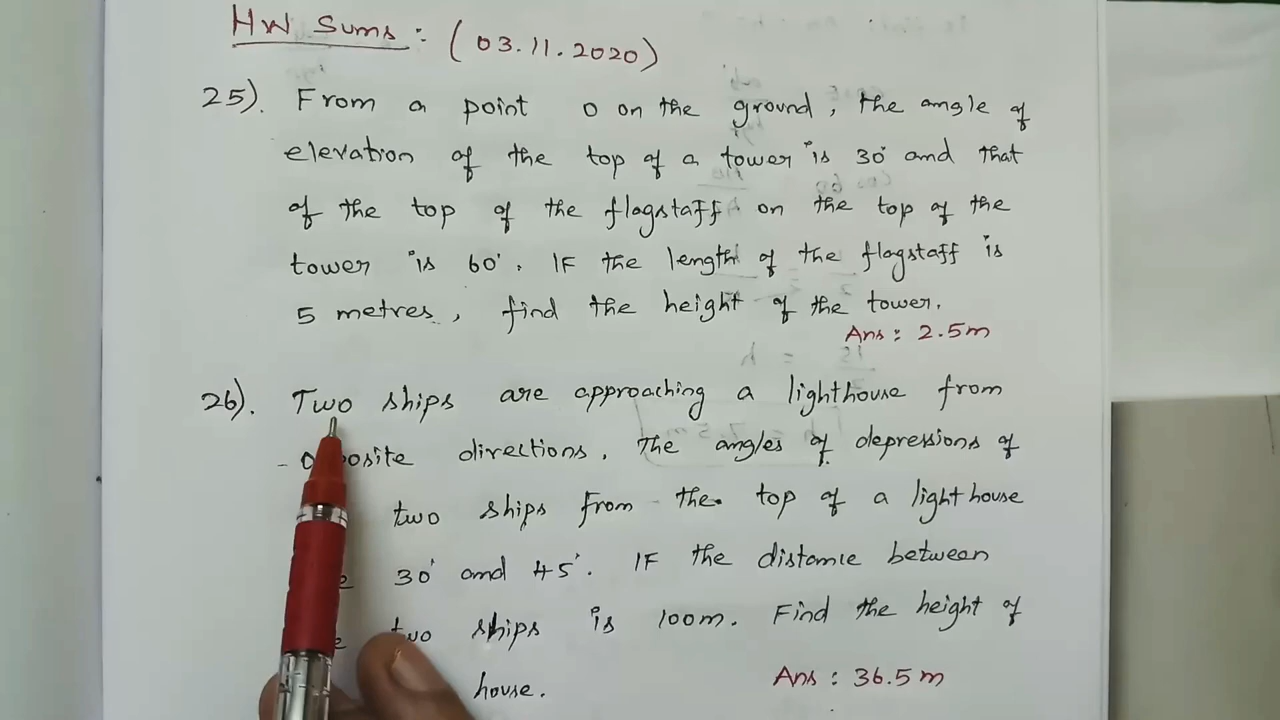 HW Sums: (03.11.2020)
25). From a point O on the ground, the angle of
elevation of the top of a tower is 30° and that
of the top of the flagstaff on the top of the
tower is 60°. IF the length of the flagstaff is
5 metres, find the height of the tower.
Ans: 2.5m
26). Two ships are approaching a lighthouse from
opposite directions. The angles of depressions of
two ships from the top of a light house
30° and 45°. IF the distance between
two ships is 100m. Find the height of
house.
Ans: 36.5m